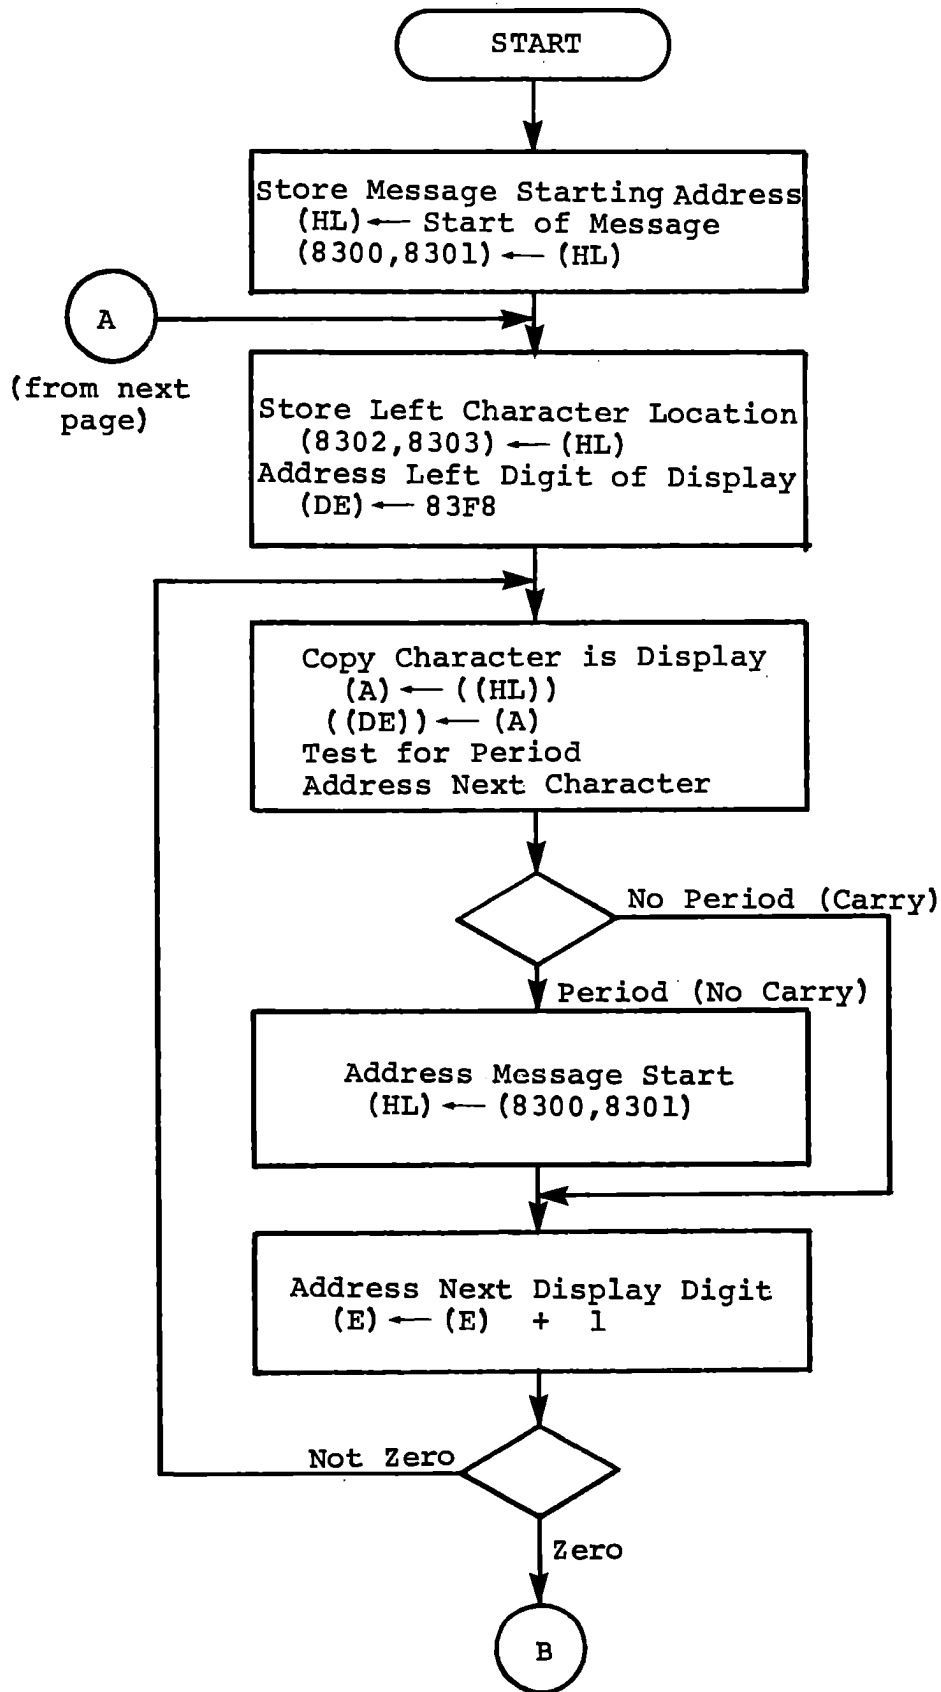 START
Store Message Starting Address
(HL)← Start of Message
(8300,8301) ← (HL)
A
(from next
page)
Store Left Character Location
(8302,8303) ← (HL)
Address Left Digit of Display
(DE) ← 83F8
Copy Character is Display
(A) ← ((HL))
((DE)) ← (A)
Test for Period
Address Next Character
No Period (Carry)
Period (No Carry)
Address Message Start
(HL) ← (8300,8301)
Address Next Display Digit
(E) ← (E) + 1
Not Zero
Zero
B